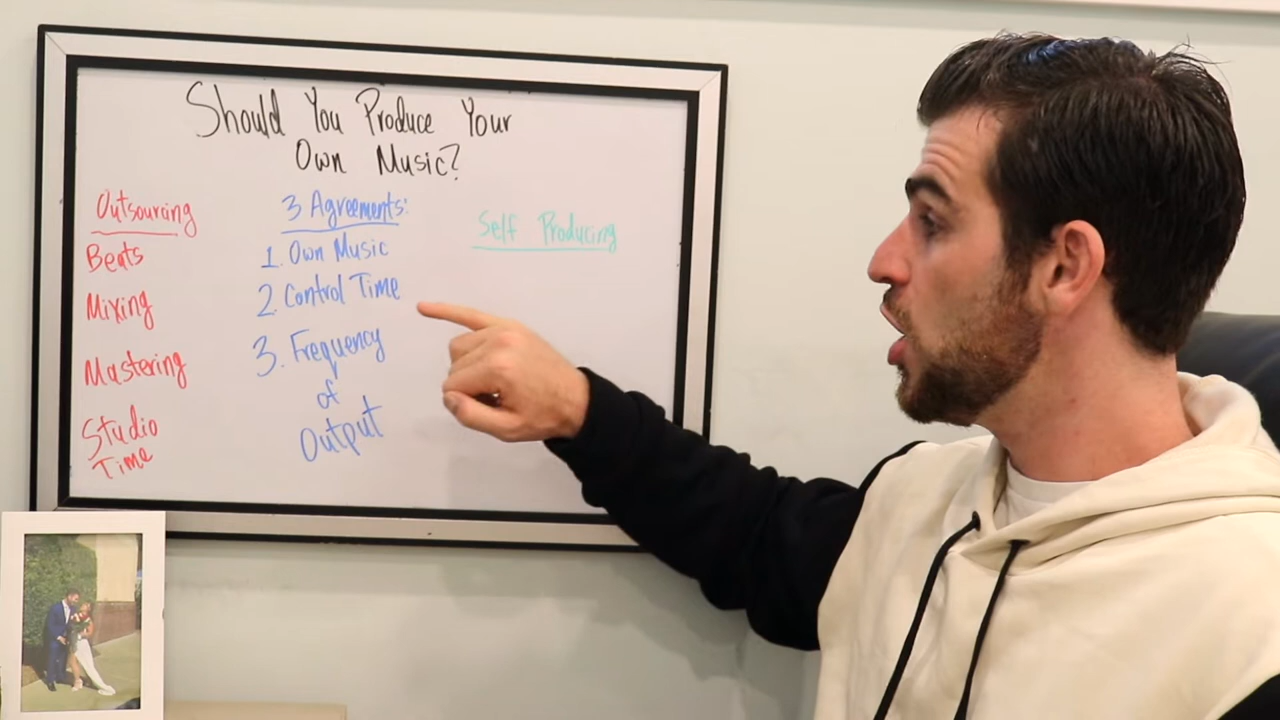 Should You Produce Your
Own Music?
Outsourcing
Beats
Mixing
Mastering
Studio
Time
3 Agreements:
1. Own Music
2. Control Time
3. Frequency
of
Output
Self Producing